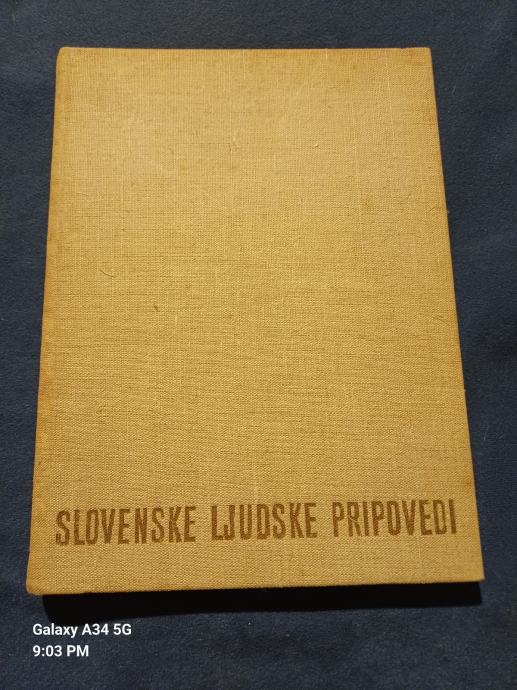 SLOVENSKE LJUDSKE PRIPOVEDI
Galaxy A34 5G
9:03 PM